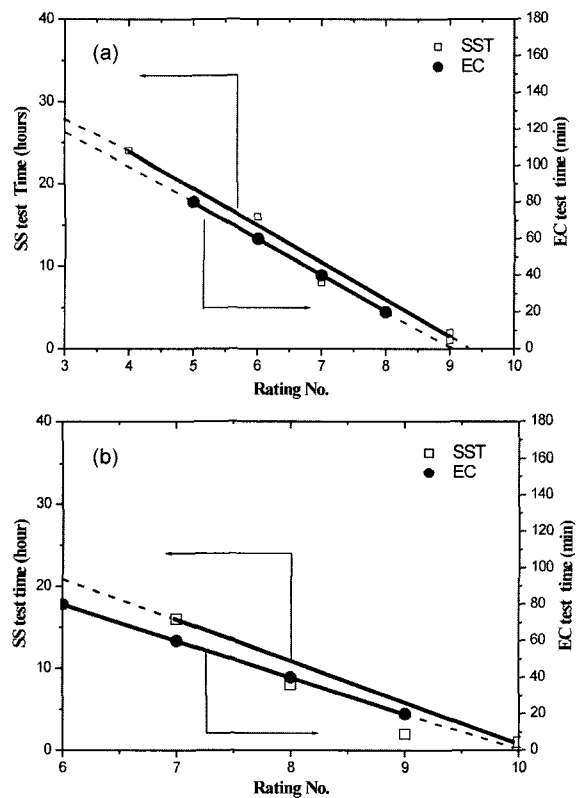 (a)
SST
EC
SS test Time (hours)
40
30
20
10
0
EC test time (min)
180
160
140
120
100
80
60
40
20
0
3 4 5 6 7 8 9 10
Rating No.
(b)
SST
EC
SS test time (hour)
40
30
20
10
0
EC test time (min)
180
160
140
120
100
80
60
40
20
0
6 7 8 9 10
Rating No.